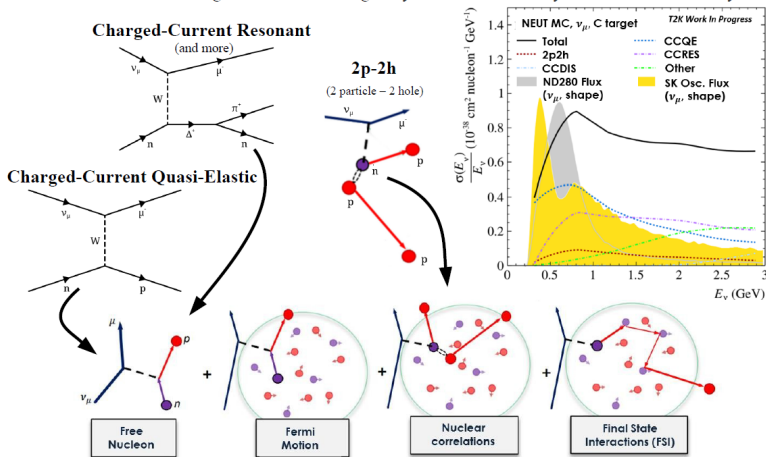 Charged-Current Resonant
(and more)
ν_μ
μ⁻
W
π⁺
n
Δ⁺
n
2p-2h
(2 particle – 2 hole)
ν_μ
μ⁻
n
p
p
p
Charged-Current Quasi-Elastic
ν_μ
μ⁻
W
n
p
NEUT MC, ν_μ, C target
T2K Work In Progress
Total
2p2h
CCDIS
ND280 Flux
(ν_μ, shape)
CCQE
CCRES
Other
SK Osc. Flux
(ν_μ, shape)
σ(E_ν)/E_ν (10⁻³⁸ cm² nucleon⁻¹ GeV⁻¹)
1.4
1.2
1
0.8
0.6
0.4
0.2
0
0 0.5 1 1.5 2 2.5 3
E_ν (GeV)
μ
p
ν_μ
n
+
+
+
Free
Nucleon
Fermi
Motion
Nuclear
correlations
Final State
Interactions (FSI)